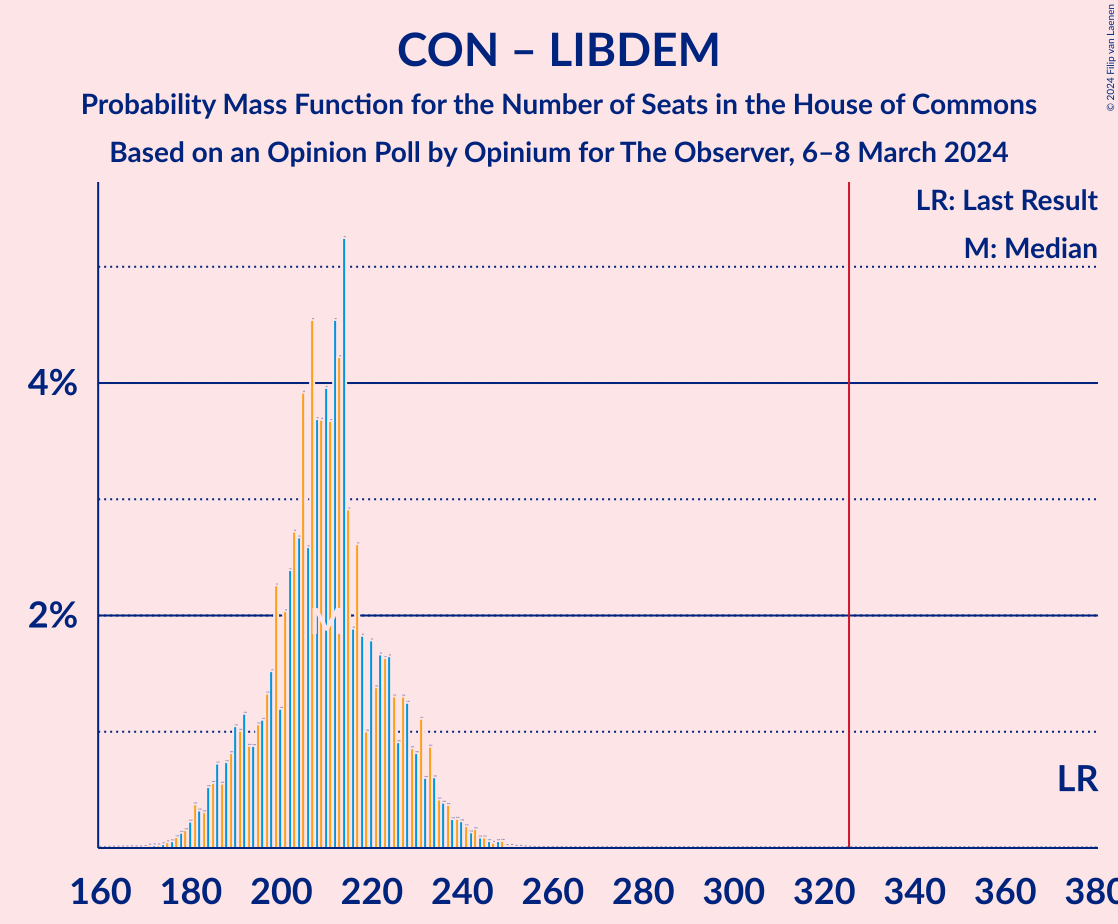 CON – LIBDEM
Probability Mass Function for the Number of Seats in the House of Commons
Based on an Opinion Poll by Opinium for The Observer, 6–8 March 2024
© 2024 Filip van Laenen
LR: Last Result
M: Median
4%
2%
M
LR
160 180 200 220 240 260 280 300 320 340 360 380